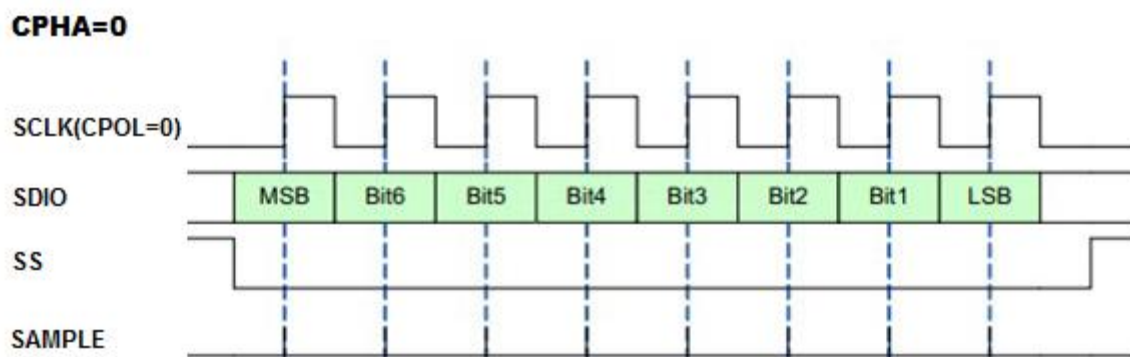 CPHA=0
SCLK(CPOL=0)
SDIO MSB Bit6 Bit5 Bit4 Bit3 Bit2 Bit1 LSB
SS
SAMPLE